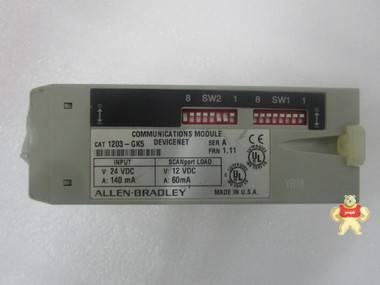 8 SW2 1 8 SW1 1
COMMUNICATIONS MODULE
CAT 1203-GK5 DEVICENET SER A
FRN 1.11
INPUT SCANport LOAD
V: 24 VDC V: 12 VDC
A: 140 mA A: 60mA
ALLEN-BRADLEY MADE IN U.S.A.